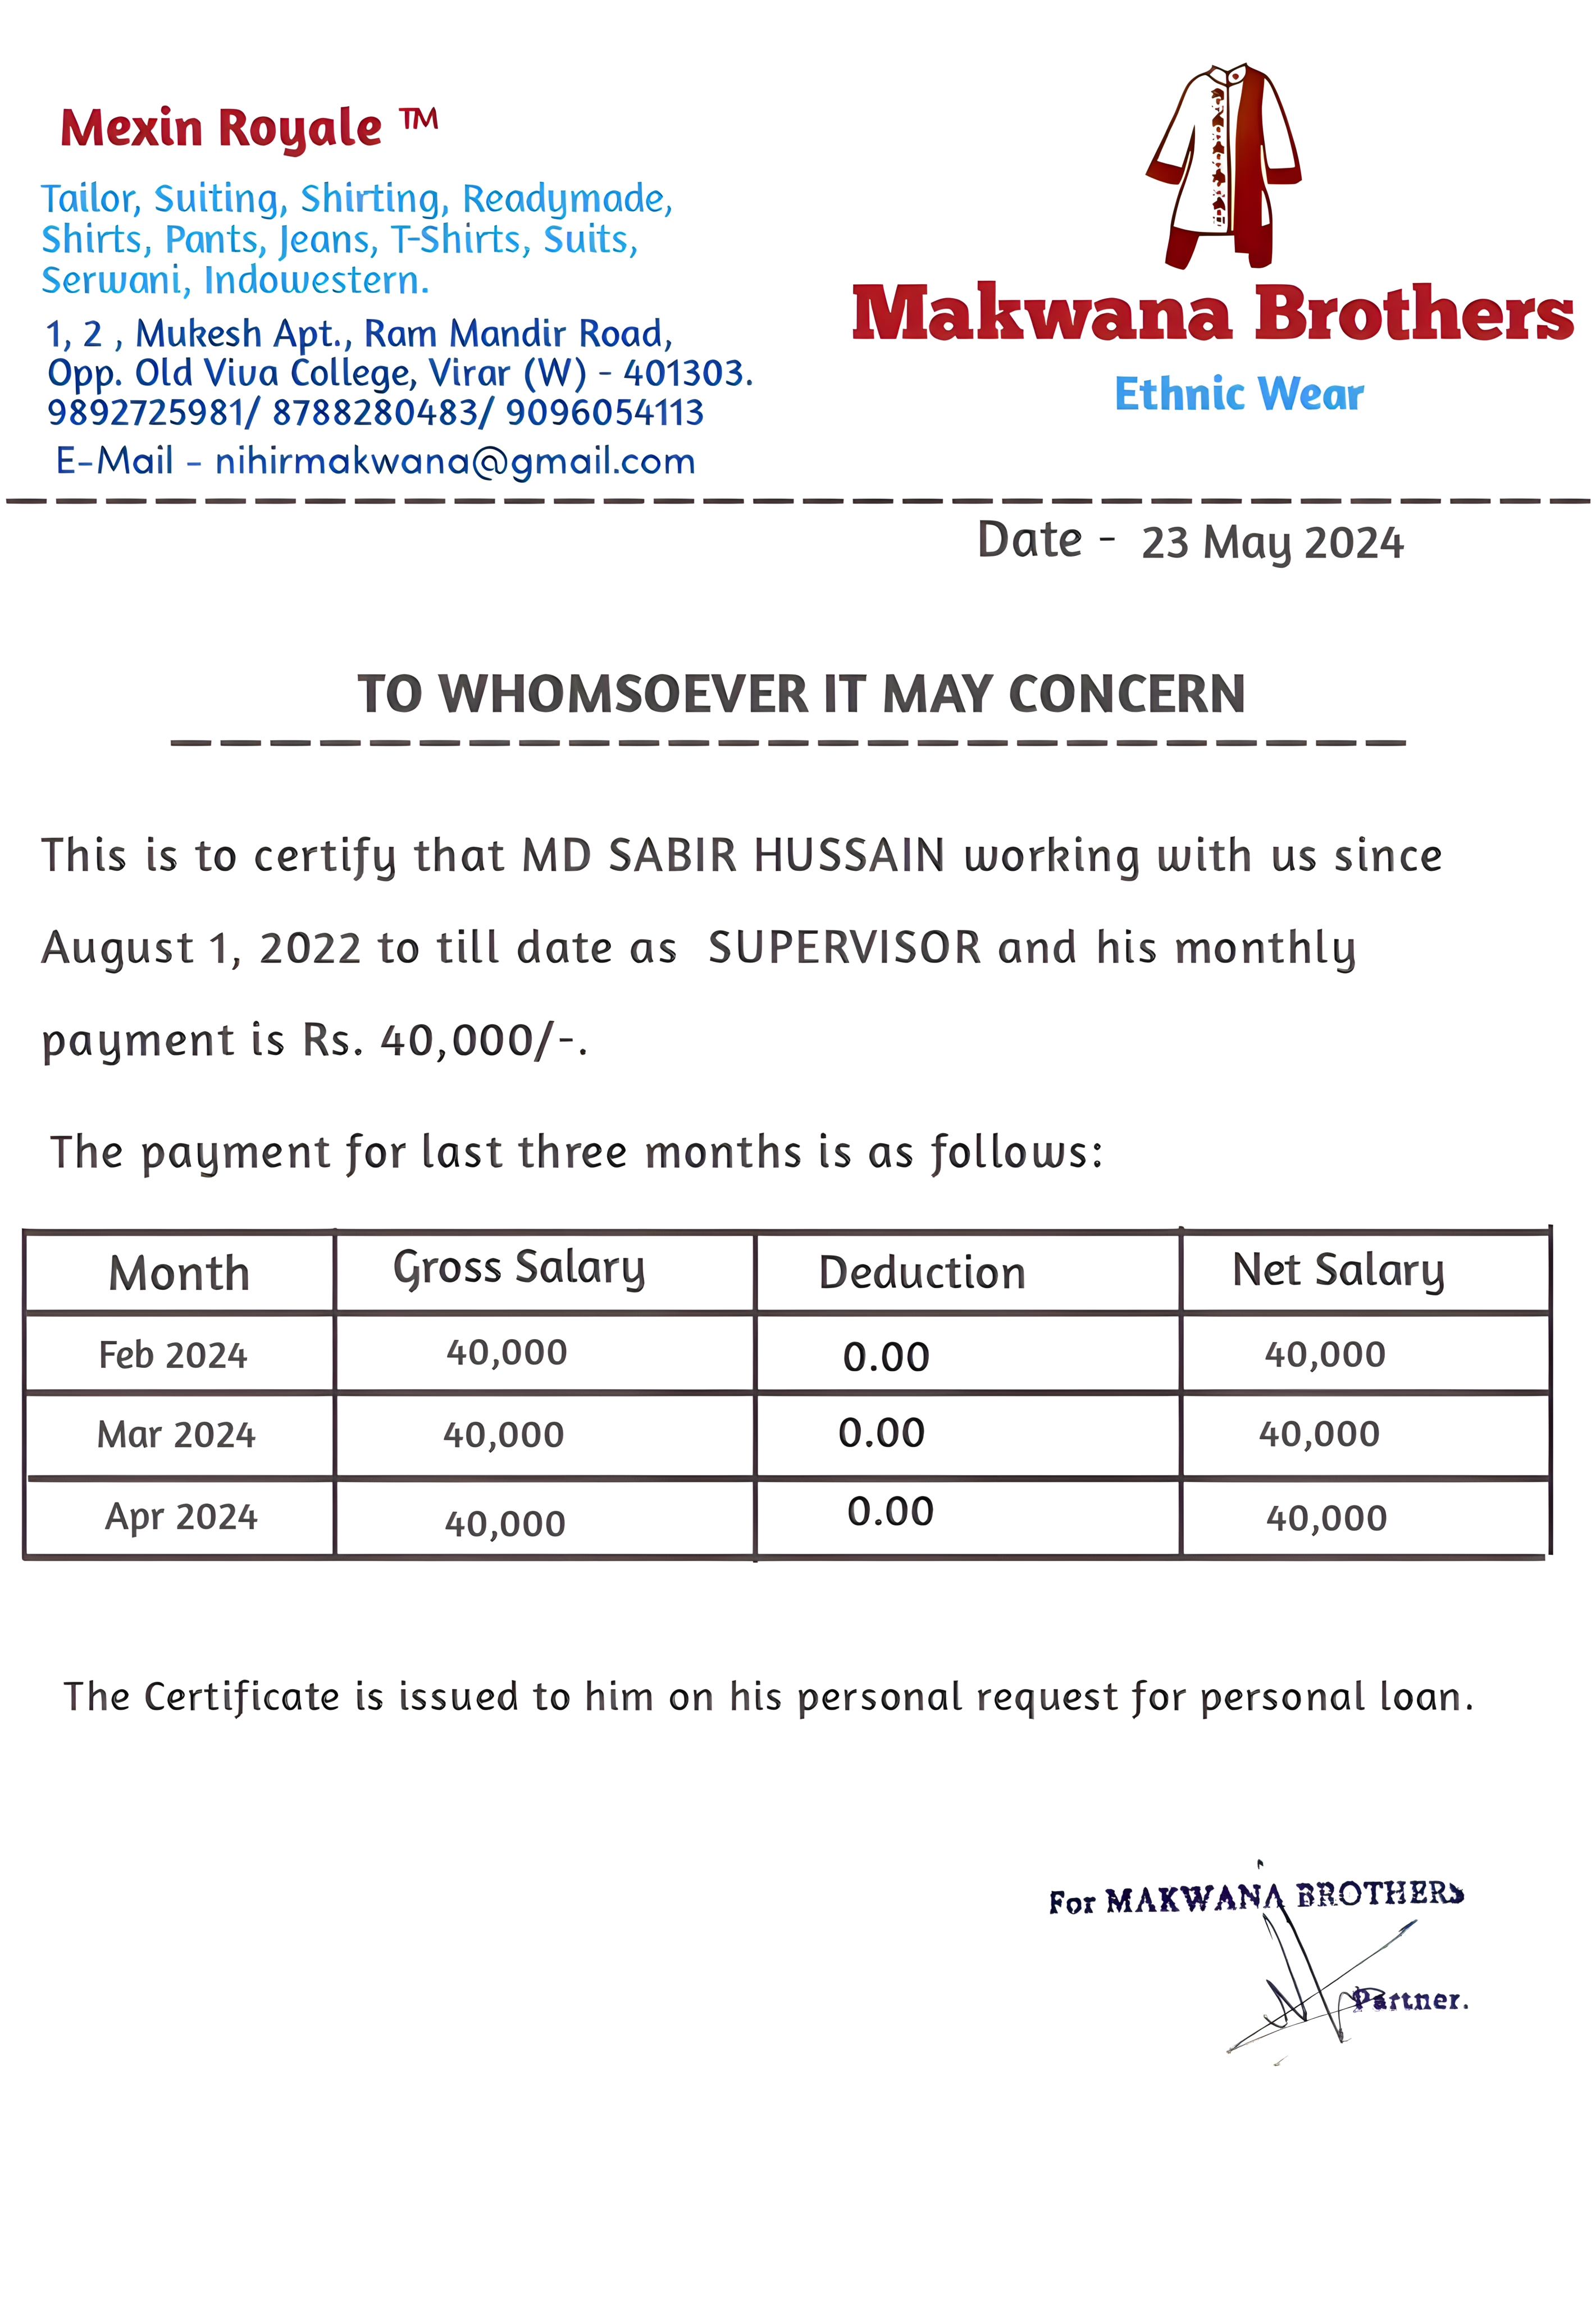 Mexin Royale ™
Tailor, Suiting, Shirting, Readymade,
Shirts, Pants, Jeans, T-Shirts, Suits,
Serwani, Indowestern.
1, 2 , Mukesh Apt., Ram Mandir Road,
Opp. Old Viva College, Virar (W) - 401303.
9892725981/ 8788280483/ 9096054113
E-Mail - nihirmakwana@gmail.com
Makwana Brothers
Ethnic Wear
Date - 23 May 2024
TO WHOMSOEVER IT MAY CONCERN
This is to certify that MD SABIR HUSSAIN working with us since
August 1, 2022 to till date as SUPERVISOR and his monthly
payment is Rs. 40,000/-.
The payment for last three months is as follows:
Month Gross Salary Deduction Net Salary
Feb 2024 40,000 0.00 40,000
Mar 2024 40,000 0.00 40,000
Apr 2024 40,000 0.00 40,000
The Certificate is issued to him on his personal request for personal loan.
For MAKWANA BROTHERS
Partner.